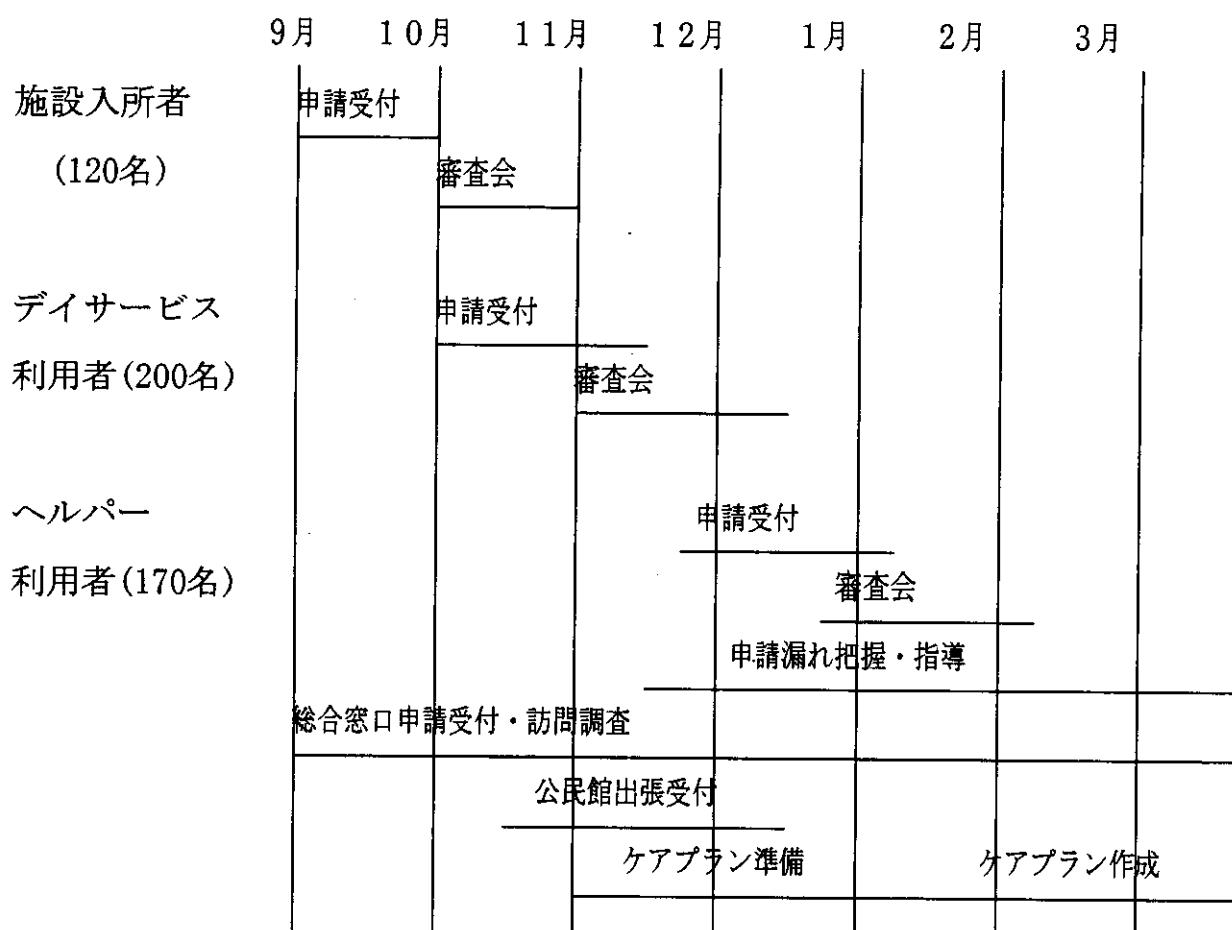 9月 10月 11月 12月 1月 2月 3月
施設入所者 申請受付
(120名) 審査会
デイサービス 申請受付
利用者(200名) 審査会
ヘルパー 申請受付
利用者(170名) 審査会
申請漏れ把握・指導
総合窓口申請受付・訪問調査
公民館出張受付
ケアプラン準備 ケアプラン作成